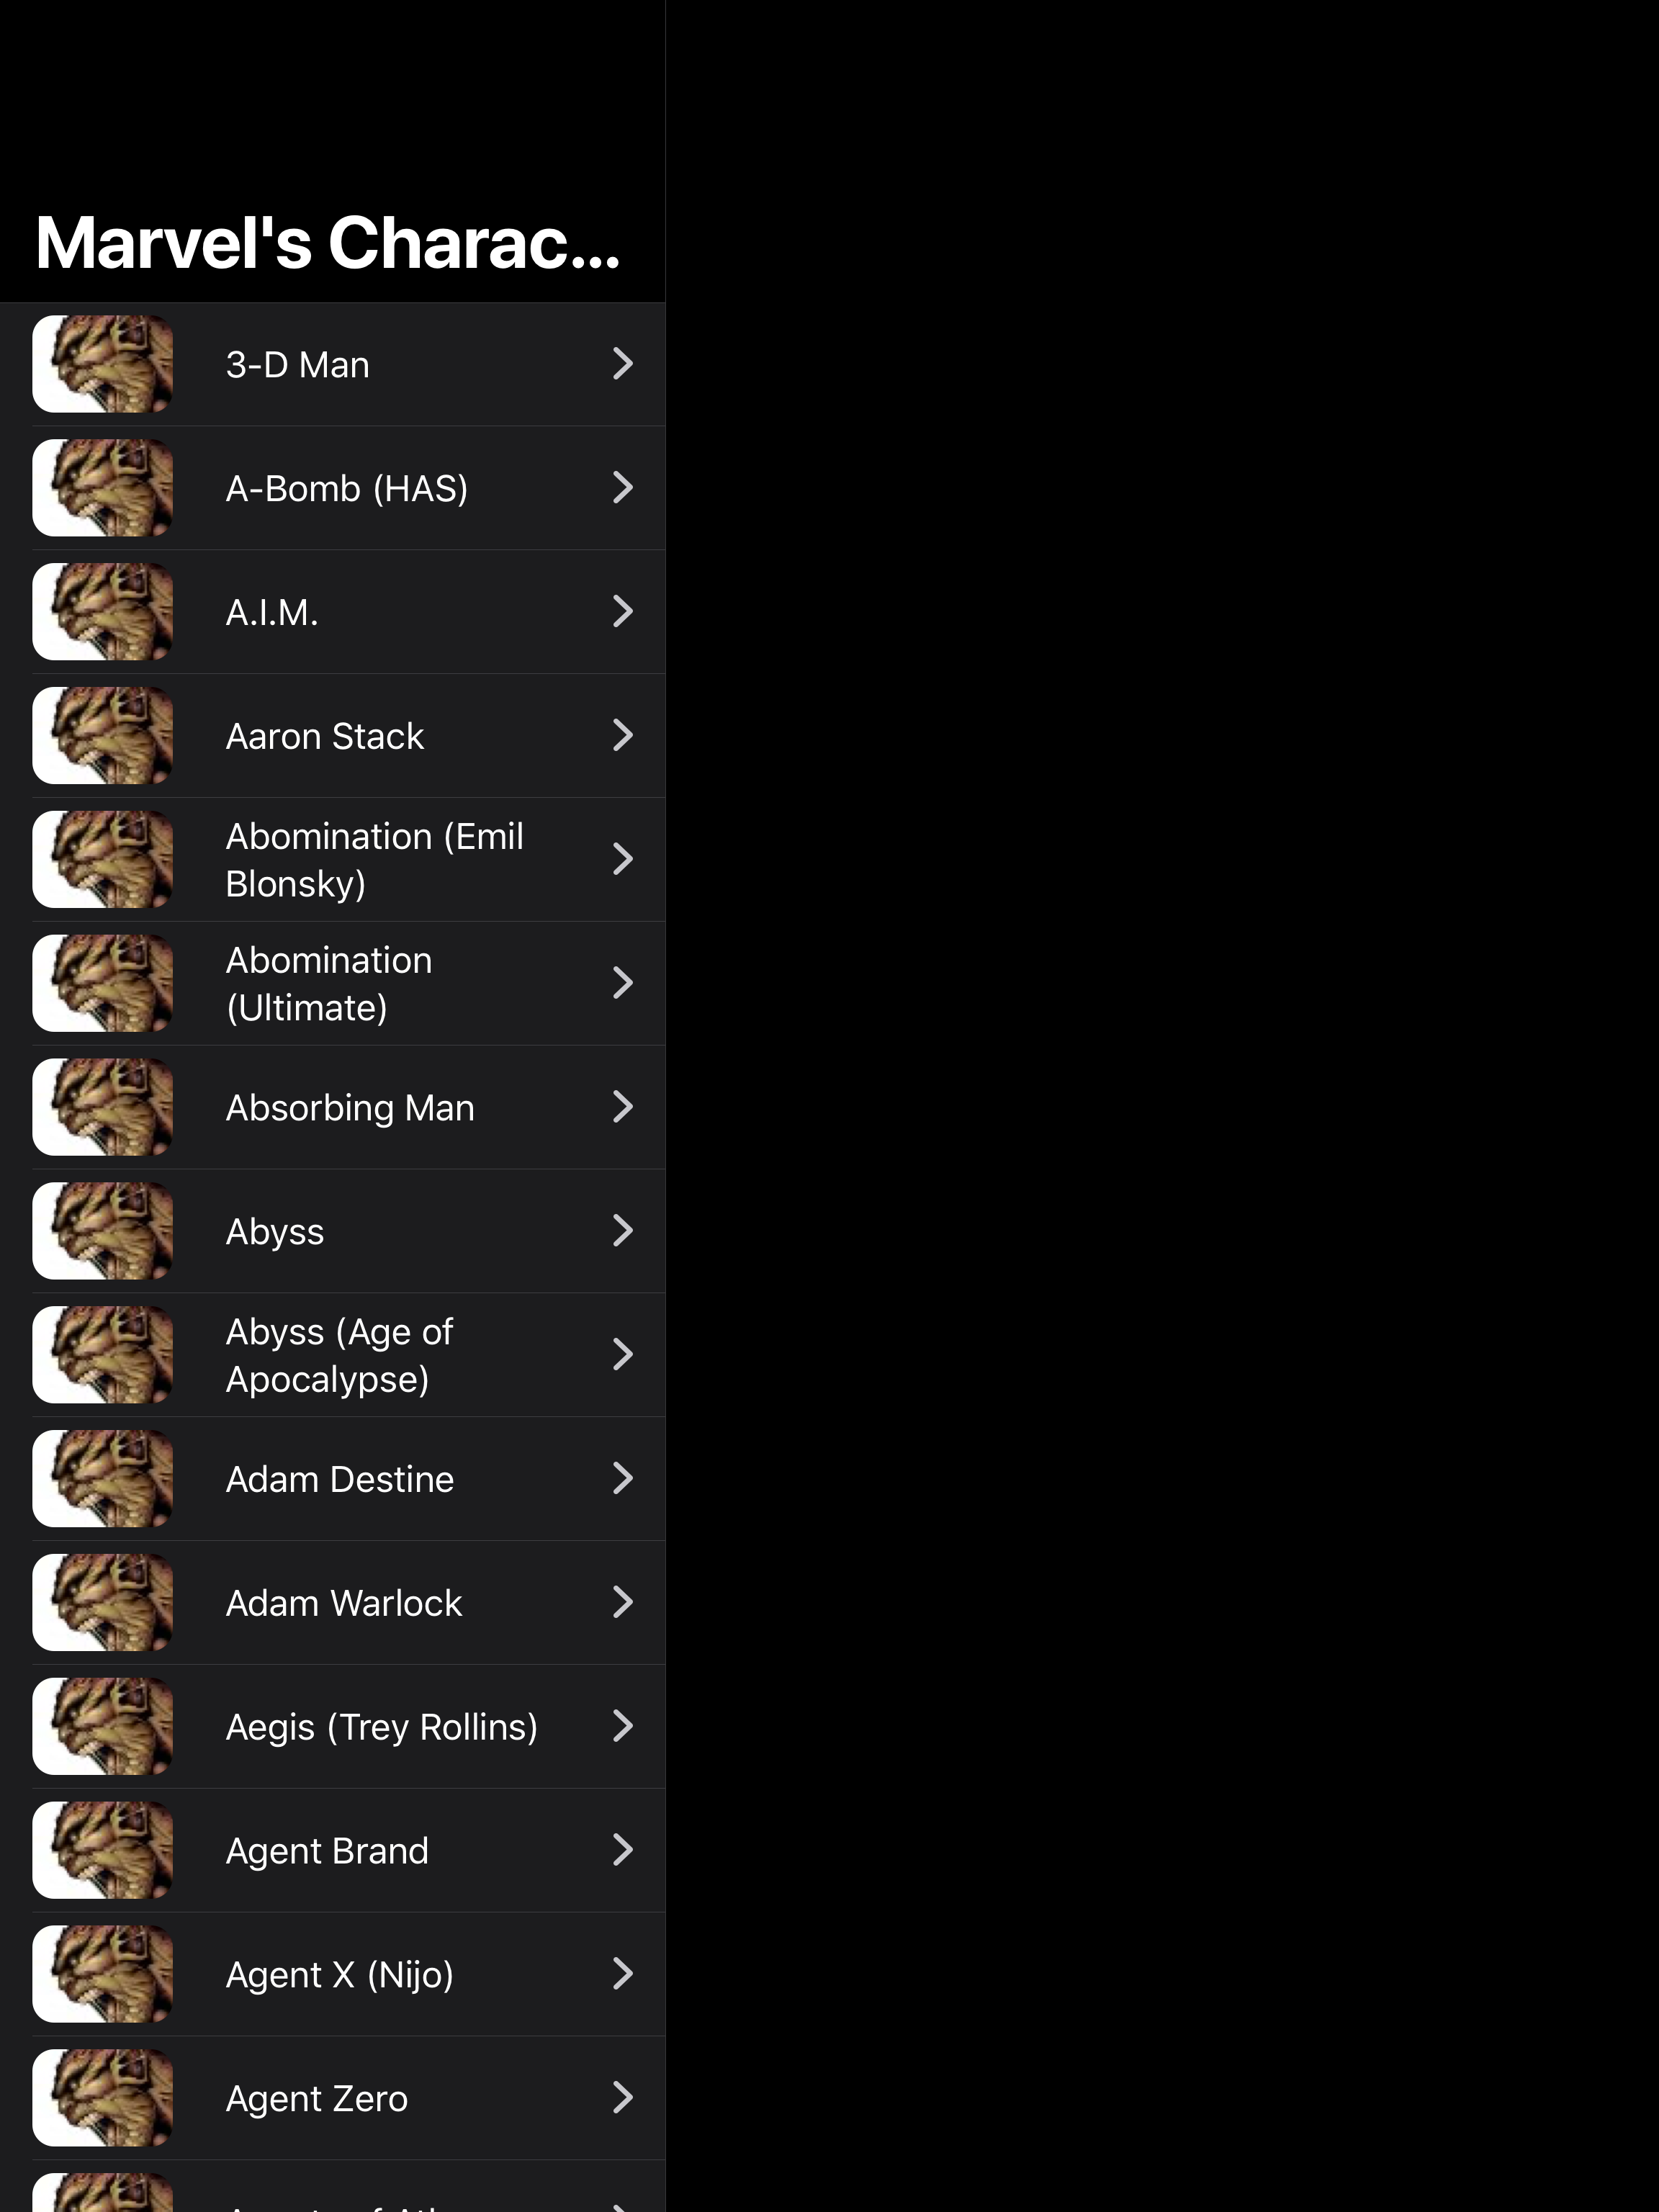 Marvel's Charac...
3-D Man
A-Bomb (HAS)
A.I.M.
Aaron Stack
Abomination (Emil
Blonsky)
Abomination
(Ultimate)
Absorbing Man
Abyss
Abyss (Age of
Apocalypse)
Adam Destine
Adam Warlock
Aegis (Trey Rollins)
Agent Brand
Agent X (Nijo)
Agent Zero